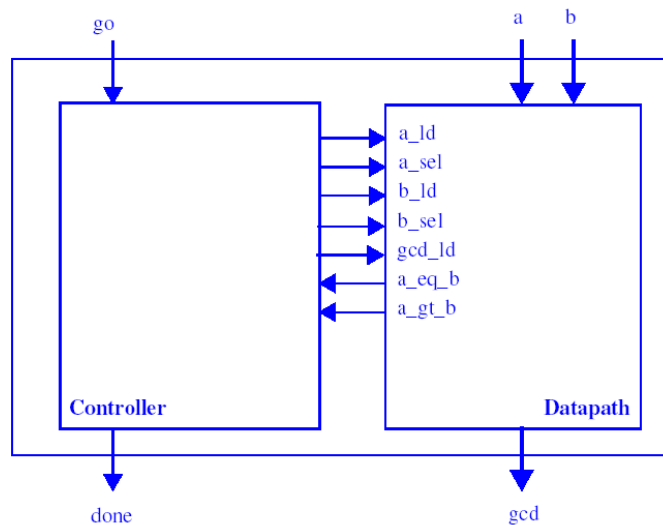 go
a b
a_ld
a_sel
b_ld
b_sel
gcd_ld
a_eq_b
a_gt_b
Controller
Datapath
done
gcd